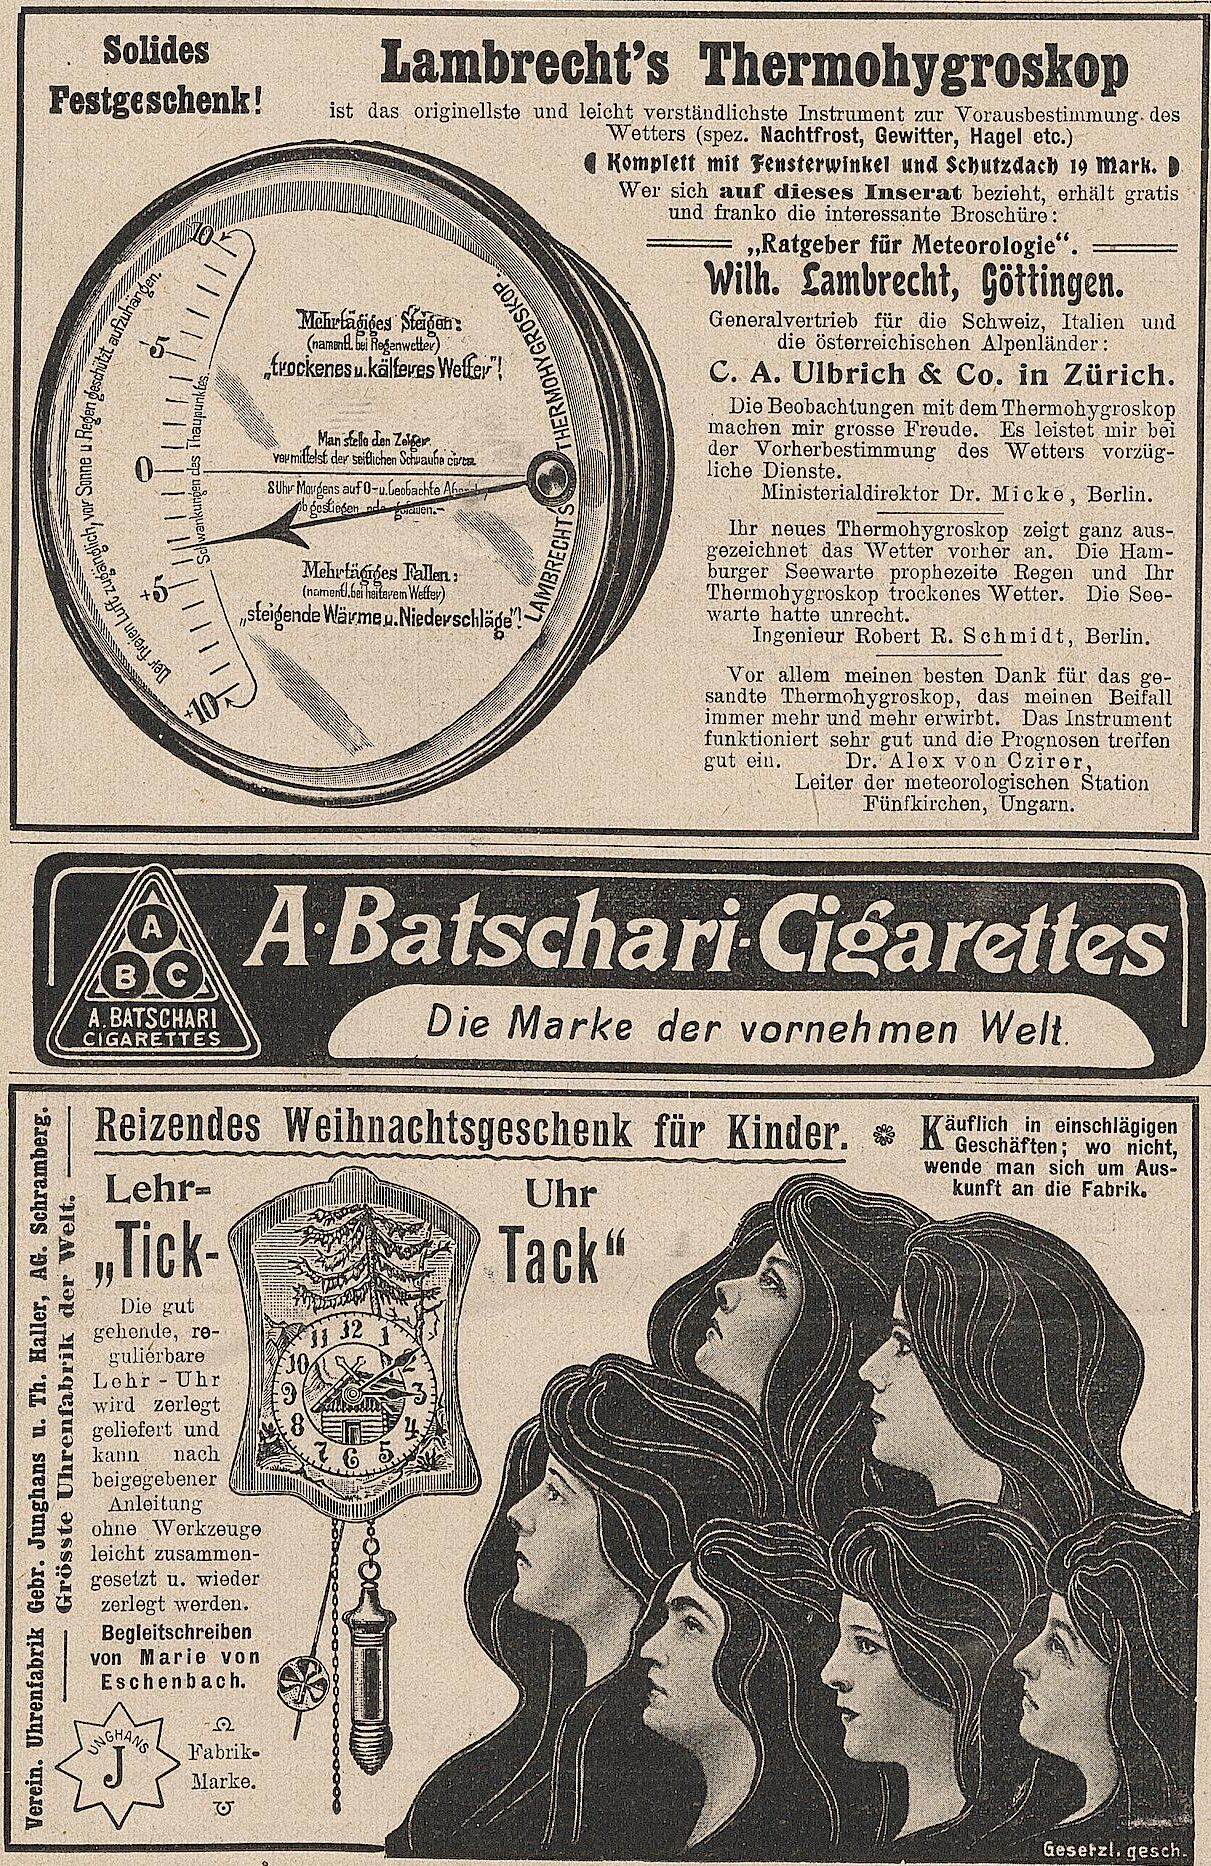 Solides
Festgeschenk!
Lambrecht's Thermohygroskop
ist das originellste und leicht verständlichste Instrument zur Vorausbestimmung des
Wetters (spez. Nachtfrost, Gewitter, Hagel etc.)
Komplett mit Fensterwinkel und Schutzdach 19 Mark.
Wer sich auf dieses Inserat bezieht, erhält gratis
und franko die interessante Broschüre:
„Ratgeber für Meteorologie“.
Wilh. Lambrecht, Göttingen.
Generalvertrieb für die Schweiz, Italien und
die österreichischen Alpenländer:
C. A. Ulbrich & Co. in Zürich.
Die Beobachtungen mit dem Thermohygroskop
machen mir grosse Freude. Es leistet mir bei
der Vorherbestimmung des Wetters vorzüg-
liche Dienste.
Ministerialdirektor Dr. Micke, Berlin.
Ihr neues Thermohygroskop zeigt ganz aus-
gezeichnet das Wetter vorher an. Die Ham-
burger Seewarte prophezeite Regen und Ihr
Thermohygroskop trockenes Wetter. Die See-
warte hatte unrecht.
Ingenieur Robert R. Schmidt, Berlin.
Vor allem meinen besten Dank für das ge-
sandte Thermohygroskop, das meinen Beifall
immer mehr und mehr erwirbt. Das Instrument
funktioniert sehr gut und die Prognosen treffen
gut ein. Dr. Alex von Czirer,
Leiter der meteorologischen Station
Fünfkirchen, Ungarn.
Der freien Luft zugänglich, vor Sonne u Regen geschützt aufzuhängen.
10
5
0
+5
+10
Schwankungen des Thaupunktes
Mehrtägiges Steigen:
(namentl. bei Regenwetter)
„trockenes u. kälteres Wetter"!
Man stelle den Zeiger
vermittelst der seitlichen Schraube circa
8 Uhr Morgens auf 0 - u. beobachte
ob gestiegen oder gefallen.-
Mehrtägiges Fallen:
(namentl. bei heiterem Wetter)
„steigende Wärme u. Niederschläge"!
LAMBRECHTS THERMOHYGROSKOP.
A
B C
A. BATSCHARI
CIGARETTES
A. Batschari-Cigarettes
Die Marke der vornehmen Welt.
Verein. Uhrenfabrik Gebr. Junghans u. Th. Haller, AG. Schramberg.
Grösste Uhrenfabrik der Welt.
Reizendes Weihnachtsgeschenk für Kinder.
Käuflich in einschlägigen
Geschäften; wo nicht,
wende man sich um Aus-
kunft an die Fabrik.
Lehr- Uhr
„Tick- Tack“
12 1 2 3 4 5 6 7 8 9 10 11
Die gut
gehende, re-
gulierbare
Lehr-Uhr
wird zerlegt
geliefert und
kann nach
beigegebener
Anleitung
ohne Werkzeuge
leicht zusammen-
gesetzt u. wieder
zerlegt werden.
Begleitschreiben
von Marie von
Eschenbach.
JUNGHANS
J
Fabrik-
Marke.
Gesetzl. gesch.